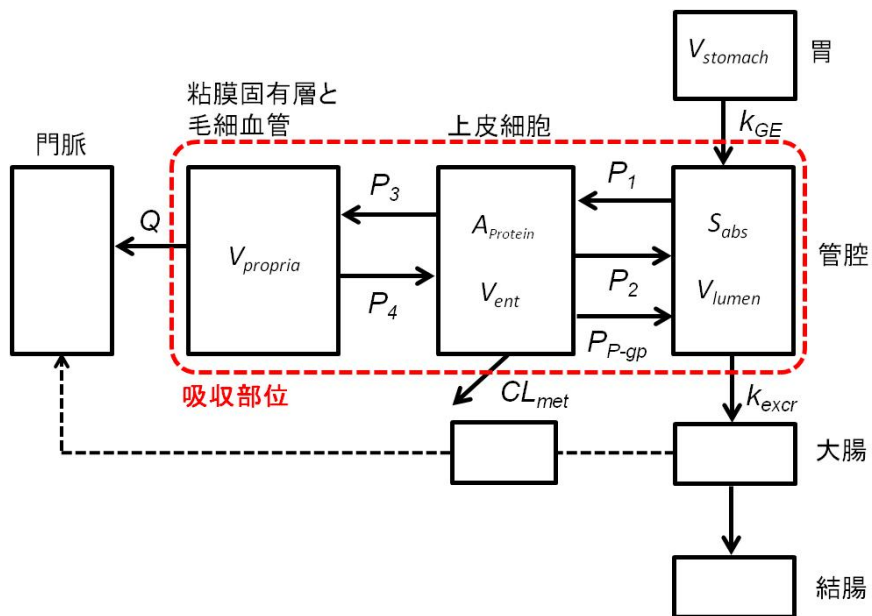 V_stomach
胃
粘膜固有層と
毛細血管
上皮細胞
k_GE
門脈
P_3
P_1
Q
A_Protein
S_abs
V_propria
管腔
P_4
V_ent
P_2
V_lumen
P_P-gp
吸収部位
CL_met
k_excr
大腸
結腸